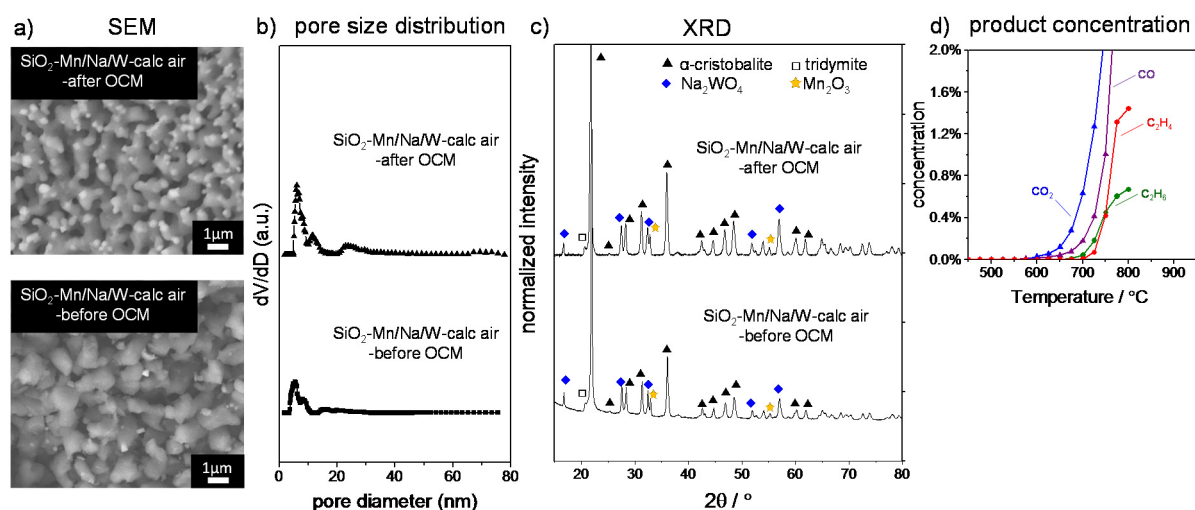 a) SEM
SiO₂-Mn/Na/W-calc air
-after OCM
1µm
SiO₂-Mn/Na/W-calc air
-before OCM
1µm
b) pore size distribution
dV/dD (a.u.)
SiO₂-Mn/Na/W-calc air
-after OCM
SiO₂-Mn/Na/W-calc air
-before OCM
0 20 40 60 80
pore diameter (nm)
c) XRD
normalized intensity
α-cristobalite
tridymite
Na₂WO₄
Mn₂O₃
SiO₂-Mn/Na/W-calc air
-after OCM
SiO₂-Mn/Na/W-calc air
-before OCM
20 30 40 50 60 70 80
2θ / °
d) product concentration
concentration
2.0%
1.6%
1.2%
0.8%
0.4%
0.0%
CO
C₂H₄
CO₂
C₂H₆
500 600 700 800 900
Temperature / °C